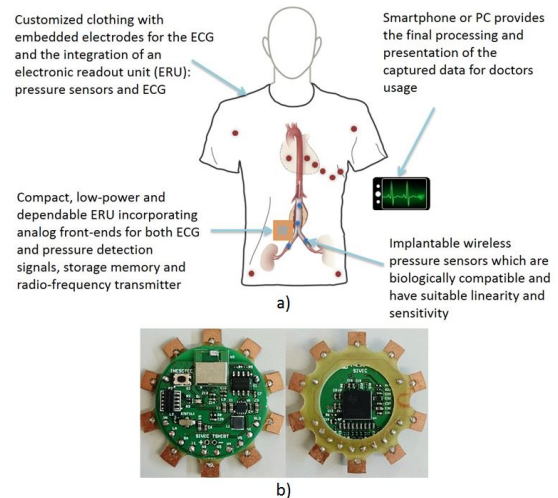 Customized clothing with
embedded electrodes for the ECG
and the integration of an
electronic readout unit (ERU):
pressure sensors and ECG
Smartphone or PC provides
the final processing and
presentation of the
captured data for doctors
usage
Compact, low-power and
dependable ERU incorporating
analog front-ends for both ECG
and pressure detection
signals, storage memory and
radio-frequency transmitter
Implantable wireless
pressure sensors which are
biologically compatible and
have suitable linearity and
sensitivity
a)
SIVIC TSHIRT
b)